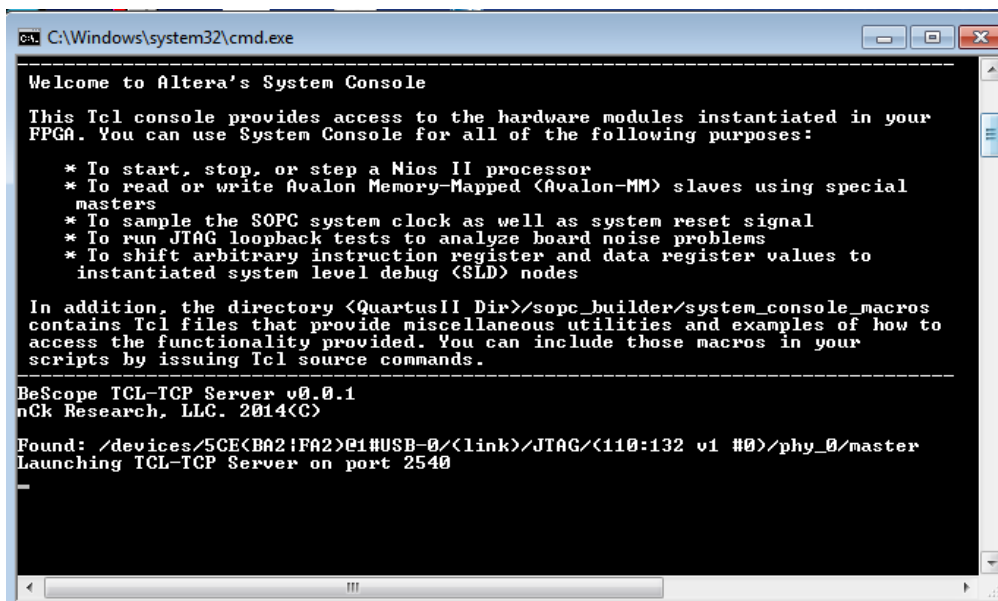 C:\Windows\system32\cmd.exe
--------------------------------------------------------------------------------
Welcome to Altera's System Console
This Tcl console provides access to the hardware modules instantiated in your
FPGA. You can use System Console for all of the following purposes:
* To start, stop, or step a Nios II processor
* To read or write Avalon Memory-Mapped (Avalon-MM) slaves using special
masters
* To sample the SOPC system clock as well as system reset signal
* To run JTAG loopback tests to analyze board noise problems
* To shift arbitrary instruction register and data register values to
instantiated system level debug (SLD) nodes
In addition, the directory <QuartusII Dir>/sopc_builder/system_console_macros
contains Tcl files that provide miscellaneous utilities and examples of how to
access the functionality provided. You can include those macros in your
scripts by issuing Tcl source commands.
--------------------------------------------------------------------------------
BeScope TCL-TCP Server v0.0.1
nCk Research, LLC. 2014(C)
Found: /devices/5CE(BA2|FA2)@1#USB-0/(link)/JTAG/(110:132 v1 #0)/phy_0/master
Launching TCL-TCP Server on port 2540